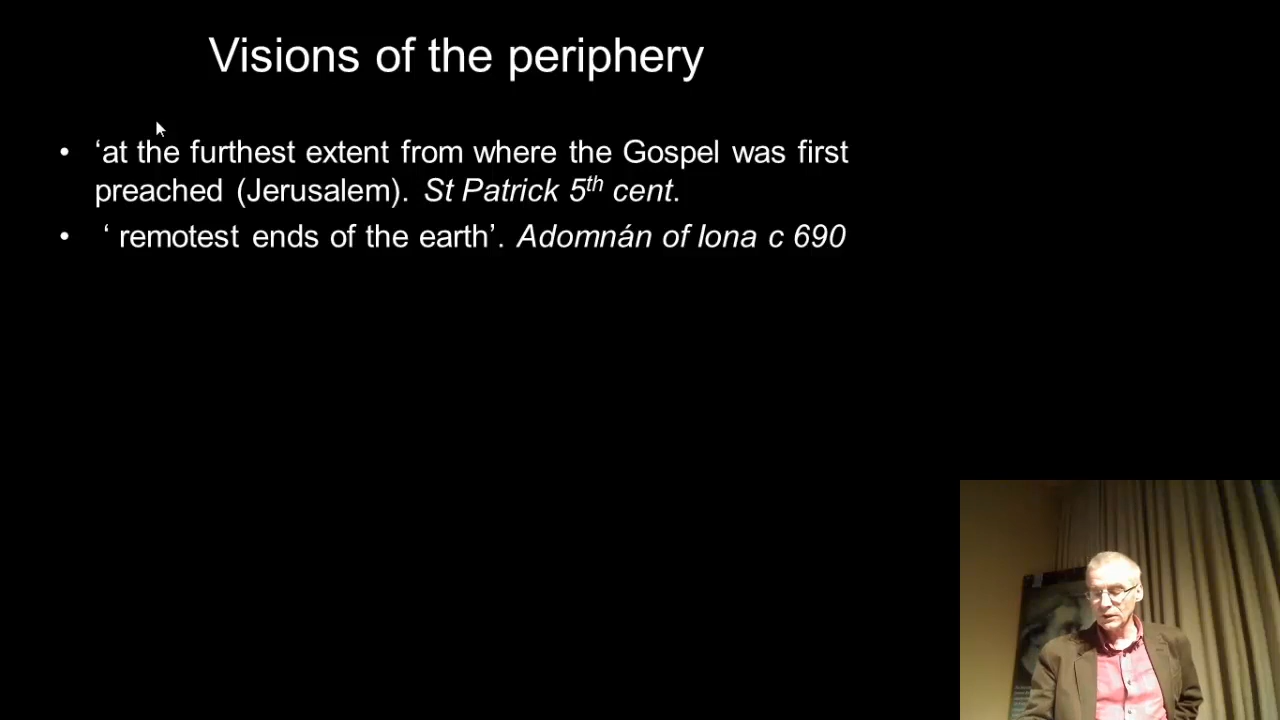 Visions of the periphery
• ‘at the furthest extent from where the Gospel was first
preached (Jerusalem). St Patrick 5th cent.
• ‘ remotest ends of the earth’. Adomnán of Iona c 690